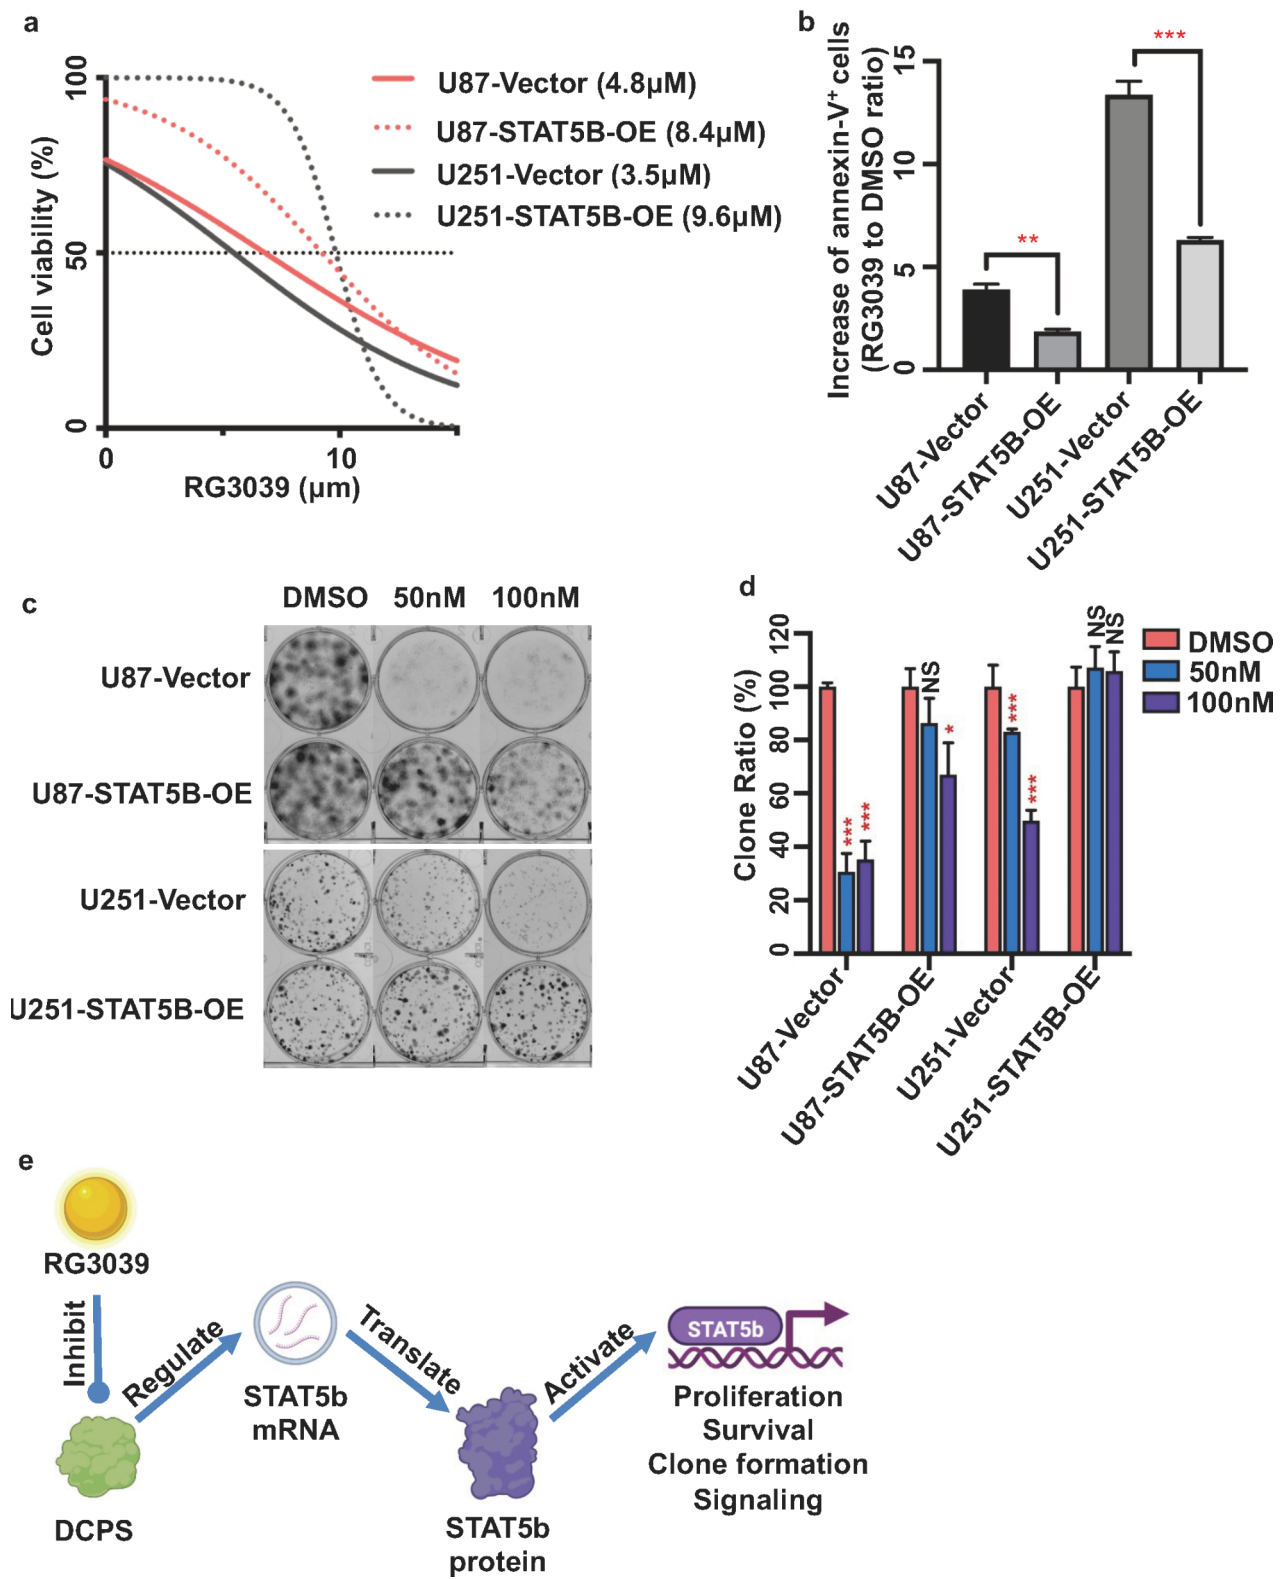 a
Cell viability (%)
100
50
0
0
10
RG3039 (μm)
U87-Vector (4.8μM)
U87-STAT5B-OE (8.4μM)
U251-Vector (3.5μM)
U251-STAT5B-OE (9.6μM)
b
Increase of annexin-V⁺ cells
(RG3039 to DMSO ratio)
15
10
5
0
**
***
U87-Vector
U87-STAT5B-OE
U251-Vector
U251-STAT5B-OE
c
DMSO 50nM 100nM
U87-Vector
U87-STAT5B-OE
U251-Vector
U251-STAT5B-OE
d
Clone Ratio (%)
120
100
80
60
40
20
0
***
***
NS
*
***
***
NS
NS
DMSO
50nM
100nM
U87-Vector
U87-STAT5B-OE
U251-Vector
U251-STAT5B-OE
e
RG3039
Inhibit
DCPS
Regulate
STAT5b
mRNA
Translate
STAT5b
protein
Activate
STAT5b
Proliferation
Survival
Clone formation
Signaling